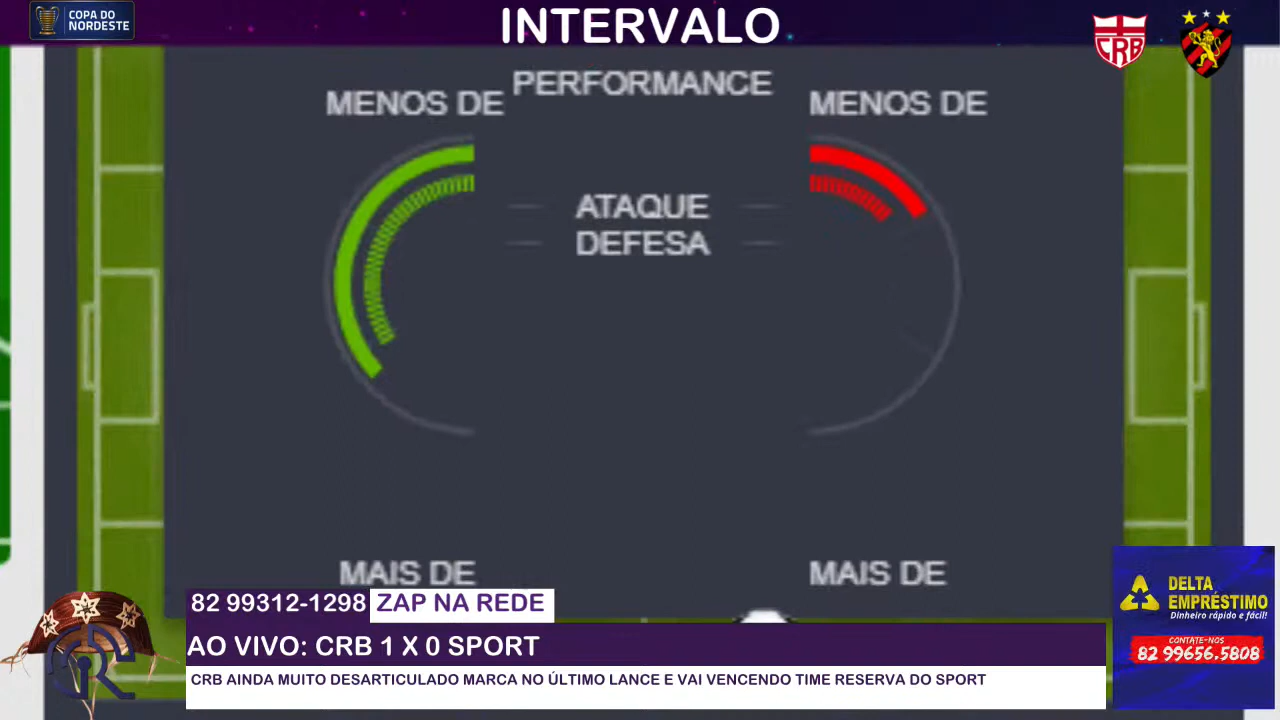 COPA DO
NORDESTE
INTERVALO
CRB
PERFORMANCE
MENOS DE
MENOS DE
ATAQUE
DEFESA
MAIS DE
MAIS DE
82 99312-1298 ZAP NA REDE
AO VIVO: CRB 1 X 0 SPORT
CRB AINDA MUITO DESARTICULADO MARCA NO ÚLTIMO LANCE E VAI VENCENDO TIME RESERVA DO SPORT
DELTA
EMPRÉSTIMO
Dinheiro rápido e fácil!
CONTATE-NOS
82 99656.5808